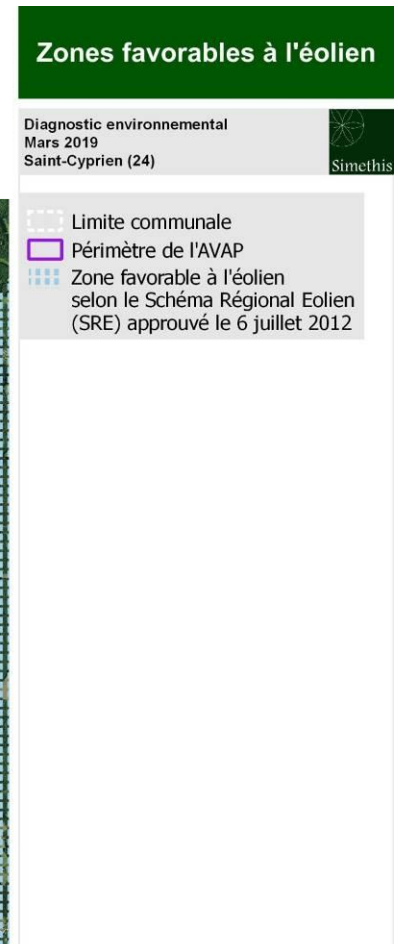 Zones favorables à l'éolien
Diagnostic environnemental
Mars 2019
Saint-Cyprien (24)
Simethis
Limite communale
Périmètre de l'AVAP
Zone favorable à l'éolien
selon le Schéma Régional Eolien
(SRE) approuvé le 6 juillet 2012